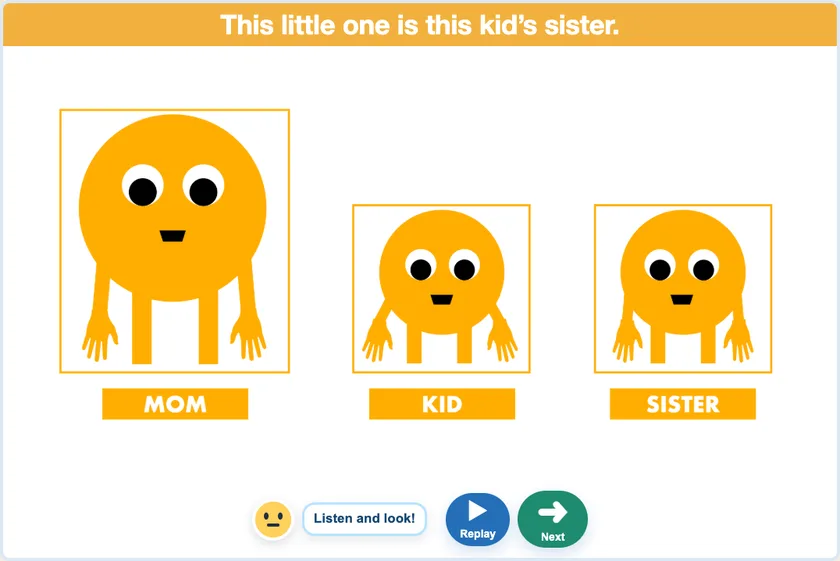 This little one is this kid's sister.
MOM
KID
SISTER
Listen and look!
Replay
Next